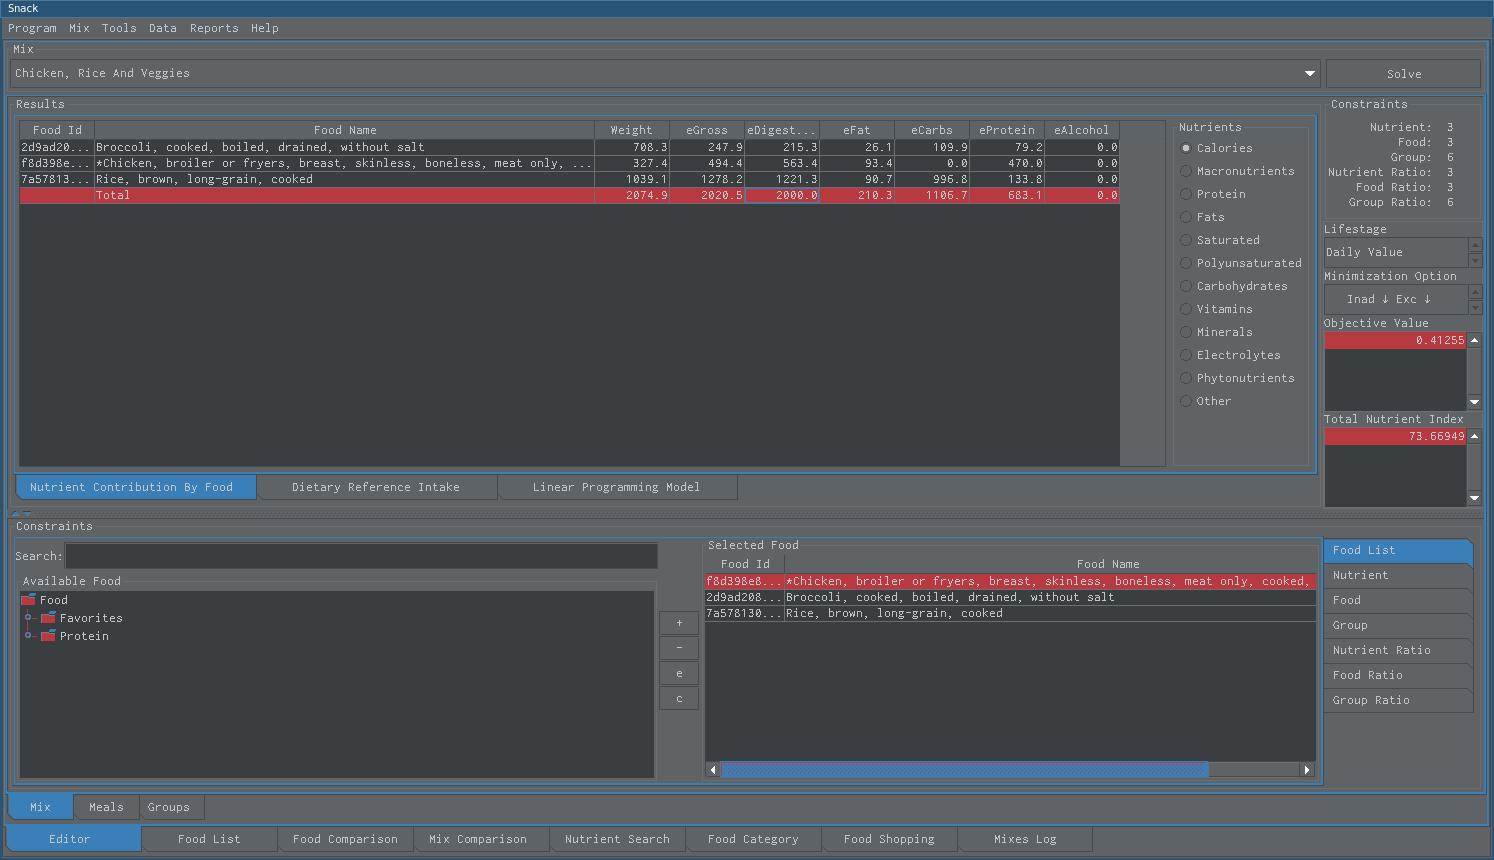 Snack
Program Mix Tools Data Reports Help
Mix
Chicken, Rice And Veggies
Solve
Results
Food Id Food Name Weight eGross eDigest... eFat eCarbs eProtein eAlcohol
2d9ad20... Broccoli, cooked, boiled, drained, without salt 708.3 247.9 215.3 26.1 109.9 79.2 0.0
f8d398e... *Chicken, broiler or fryers, breast, skinless, boneless, meat only, ... 327.4 494.4 563.4 93.4 0.0 470.0 0.0
7a57813... Rice, brown, long-grain, cooked 1039.1 1278.2 1221.3 90.7 996.8 133.8 0.0
Total 2074.9 2020.5 2000.0 210.3 1106.7 683.1 0.0
Nutrients
Calories
Macronutrients
Protein
Fats
Saturated
Polyunsaturated
Carbohydrates
Vitamins
Minerals
Electrolytes
Phytonutrients
Other
Constraints
Nutrient: 3
Food: 3
Group: 6
Nutrient Ratio: 3
Food Ratio: 3
Group Ratio: 6
Lifestage
Daily Value
Minimization Option
Inad ↓ Exc ↓
Objective Value
0.41255
Total Nutrient Index
73.66949
Nutrient Contribution By Food Dietary Reference Intake Linear Programming Model
Constraints
Search:
Available Food
Food
Favorites
Protein
+
-
e
c
Selected Food
Food Id Food Name
f8d398e8... *Chicken, broiler or fryers, breast, skinless, boneless, meat only, cooked,
2d9ad208... Broccoli, cooked, boiled, drained, without salt
7a578130... Rice, brown, long-grain, cooked
Food List
Nutrient
Food
Group
Nutrient Ratio
Food Ratio
Group Ratio
Mix Meals Groups
Editor Food List Food Comparison Mix Comparison Nutrient Search Food Category Food Shopping Mixes Log